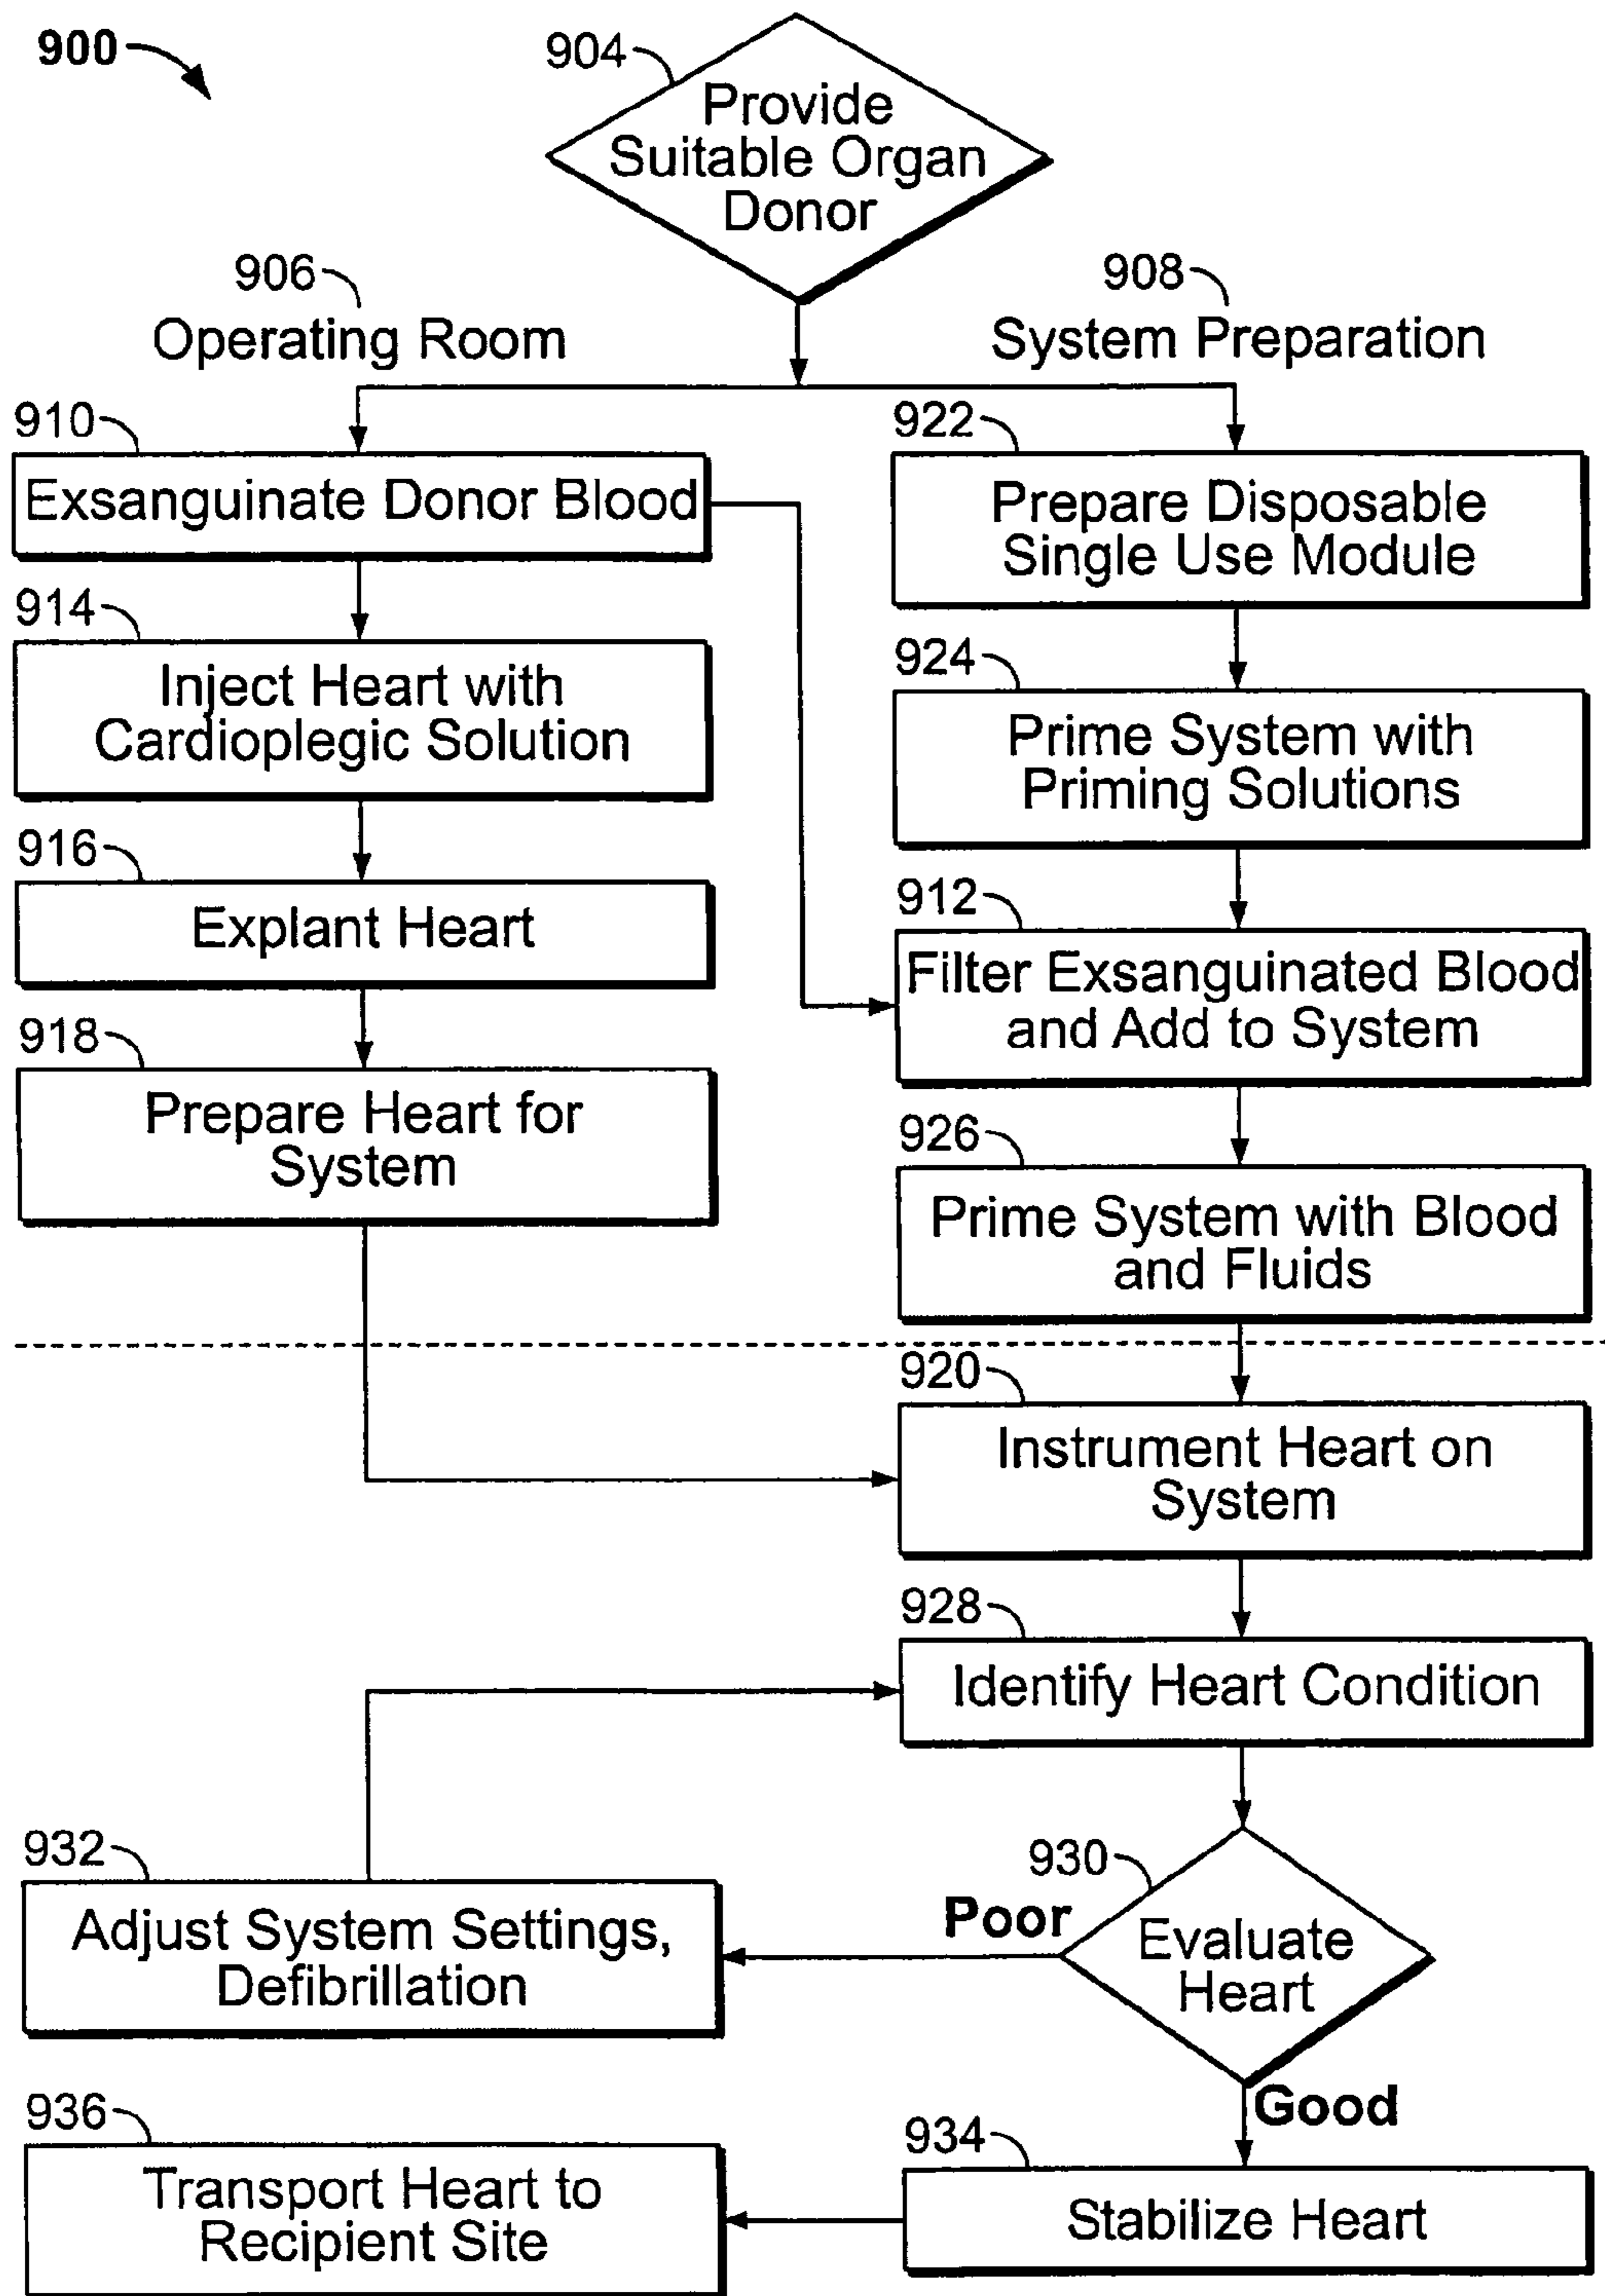 900
904
Provide
Suitable Organ
Donor
906
Operating Room
908
System Preparation
910
Exsanguinate Donor Blood
914
Inject Heart with
Cardioplegic Solution
916
Explant Heart
918
Prepare Heart for
System
922
Prepare Disposable
Single Use Module
924
Prime System with
Priming Solutions
912
Filter Exsanguinated Blood
and Add to System
926
Prime System with Blood
and Fluids
920
Instrument Heart on
System
928
Identify Heart Condition
930
Evaluate
Heart
Poor
932
Adjust System Settings,
Defibrillation
Good
934
Stabilize Heart
936
Transport Heart to
Recipient Site